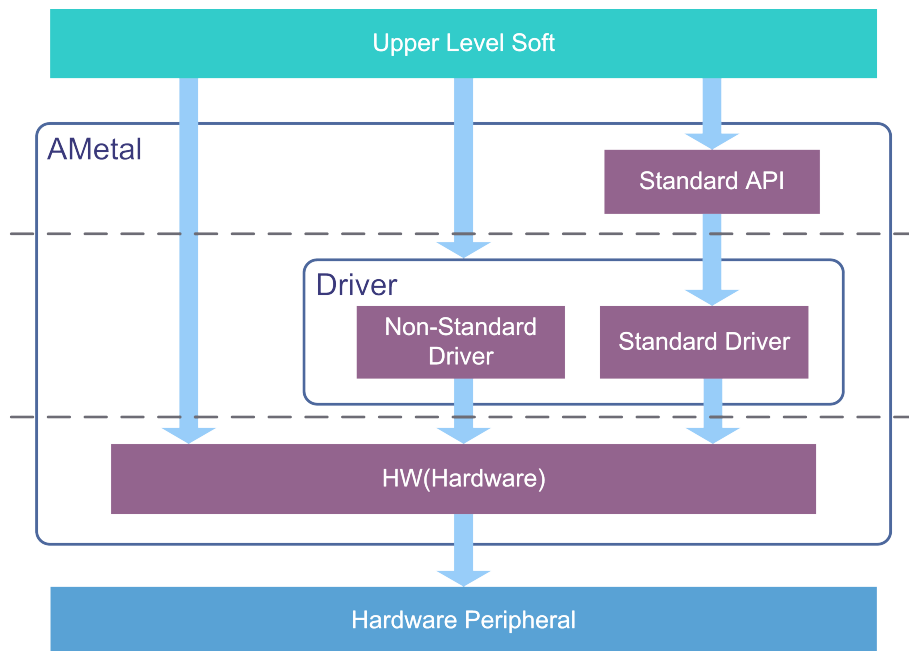 Upper Level Soft
AMetal
Standard API
Driver
Non-Standard
Driver
Standard Driver
HW(Hardware)
Hardware Peripheral